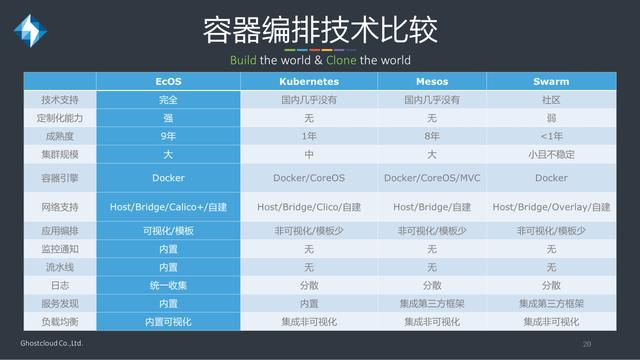 容器编排技术比较
Build the world & Clone the world
EcOS Kubernetes Mesos Swarm
技术支持 完全 国内几乎没有 国内几乎没有 社区
定制化能力 强 无 无 弱
成熟度 9年 1年 8年 <1年
集群规模 大 中 大 小且不稳定
容器引擎 Docker Docker/CoreOS Docker/CoreOS/MVC Docker
网络支持 Host/Bridge/Calico+/自建 Host/Bridge/Clico/自建 Host/Bridge/自建 Host/Bridge/Overlay/自建
应用编排 可视化/模板 非可视化/模板少 非可视化/模板少 非可视化/模板少
监控通知 内置 无 无 无
流水线 内置 无 无 无
日志 统一收集 分散 分散 分散
服务发现 内置 内置 集成第三方框架 集成第三方框架
负载均衡 内置可视化 集成非可视化 集成非可视化 集成非可视化
Ghostcloud Co.,Ltd. 20